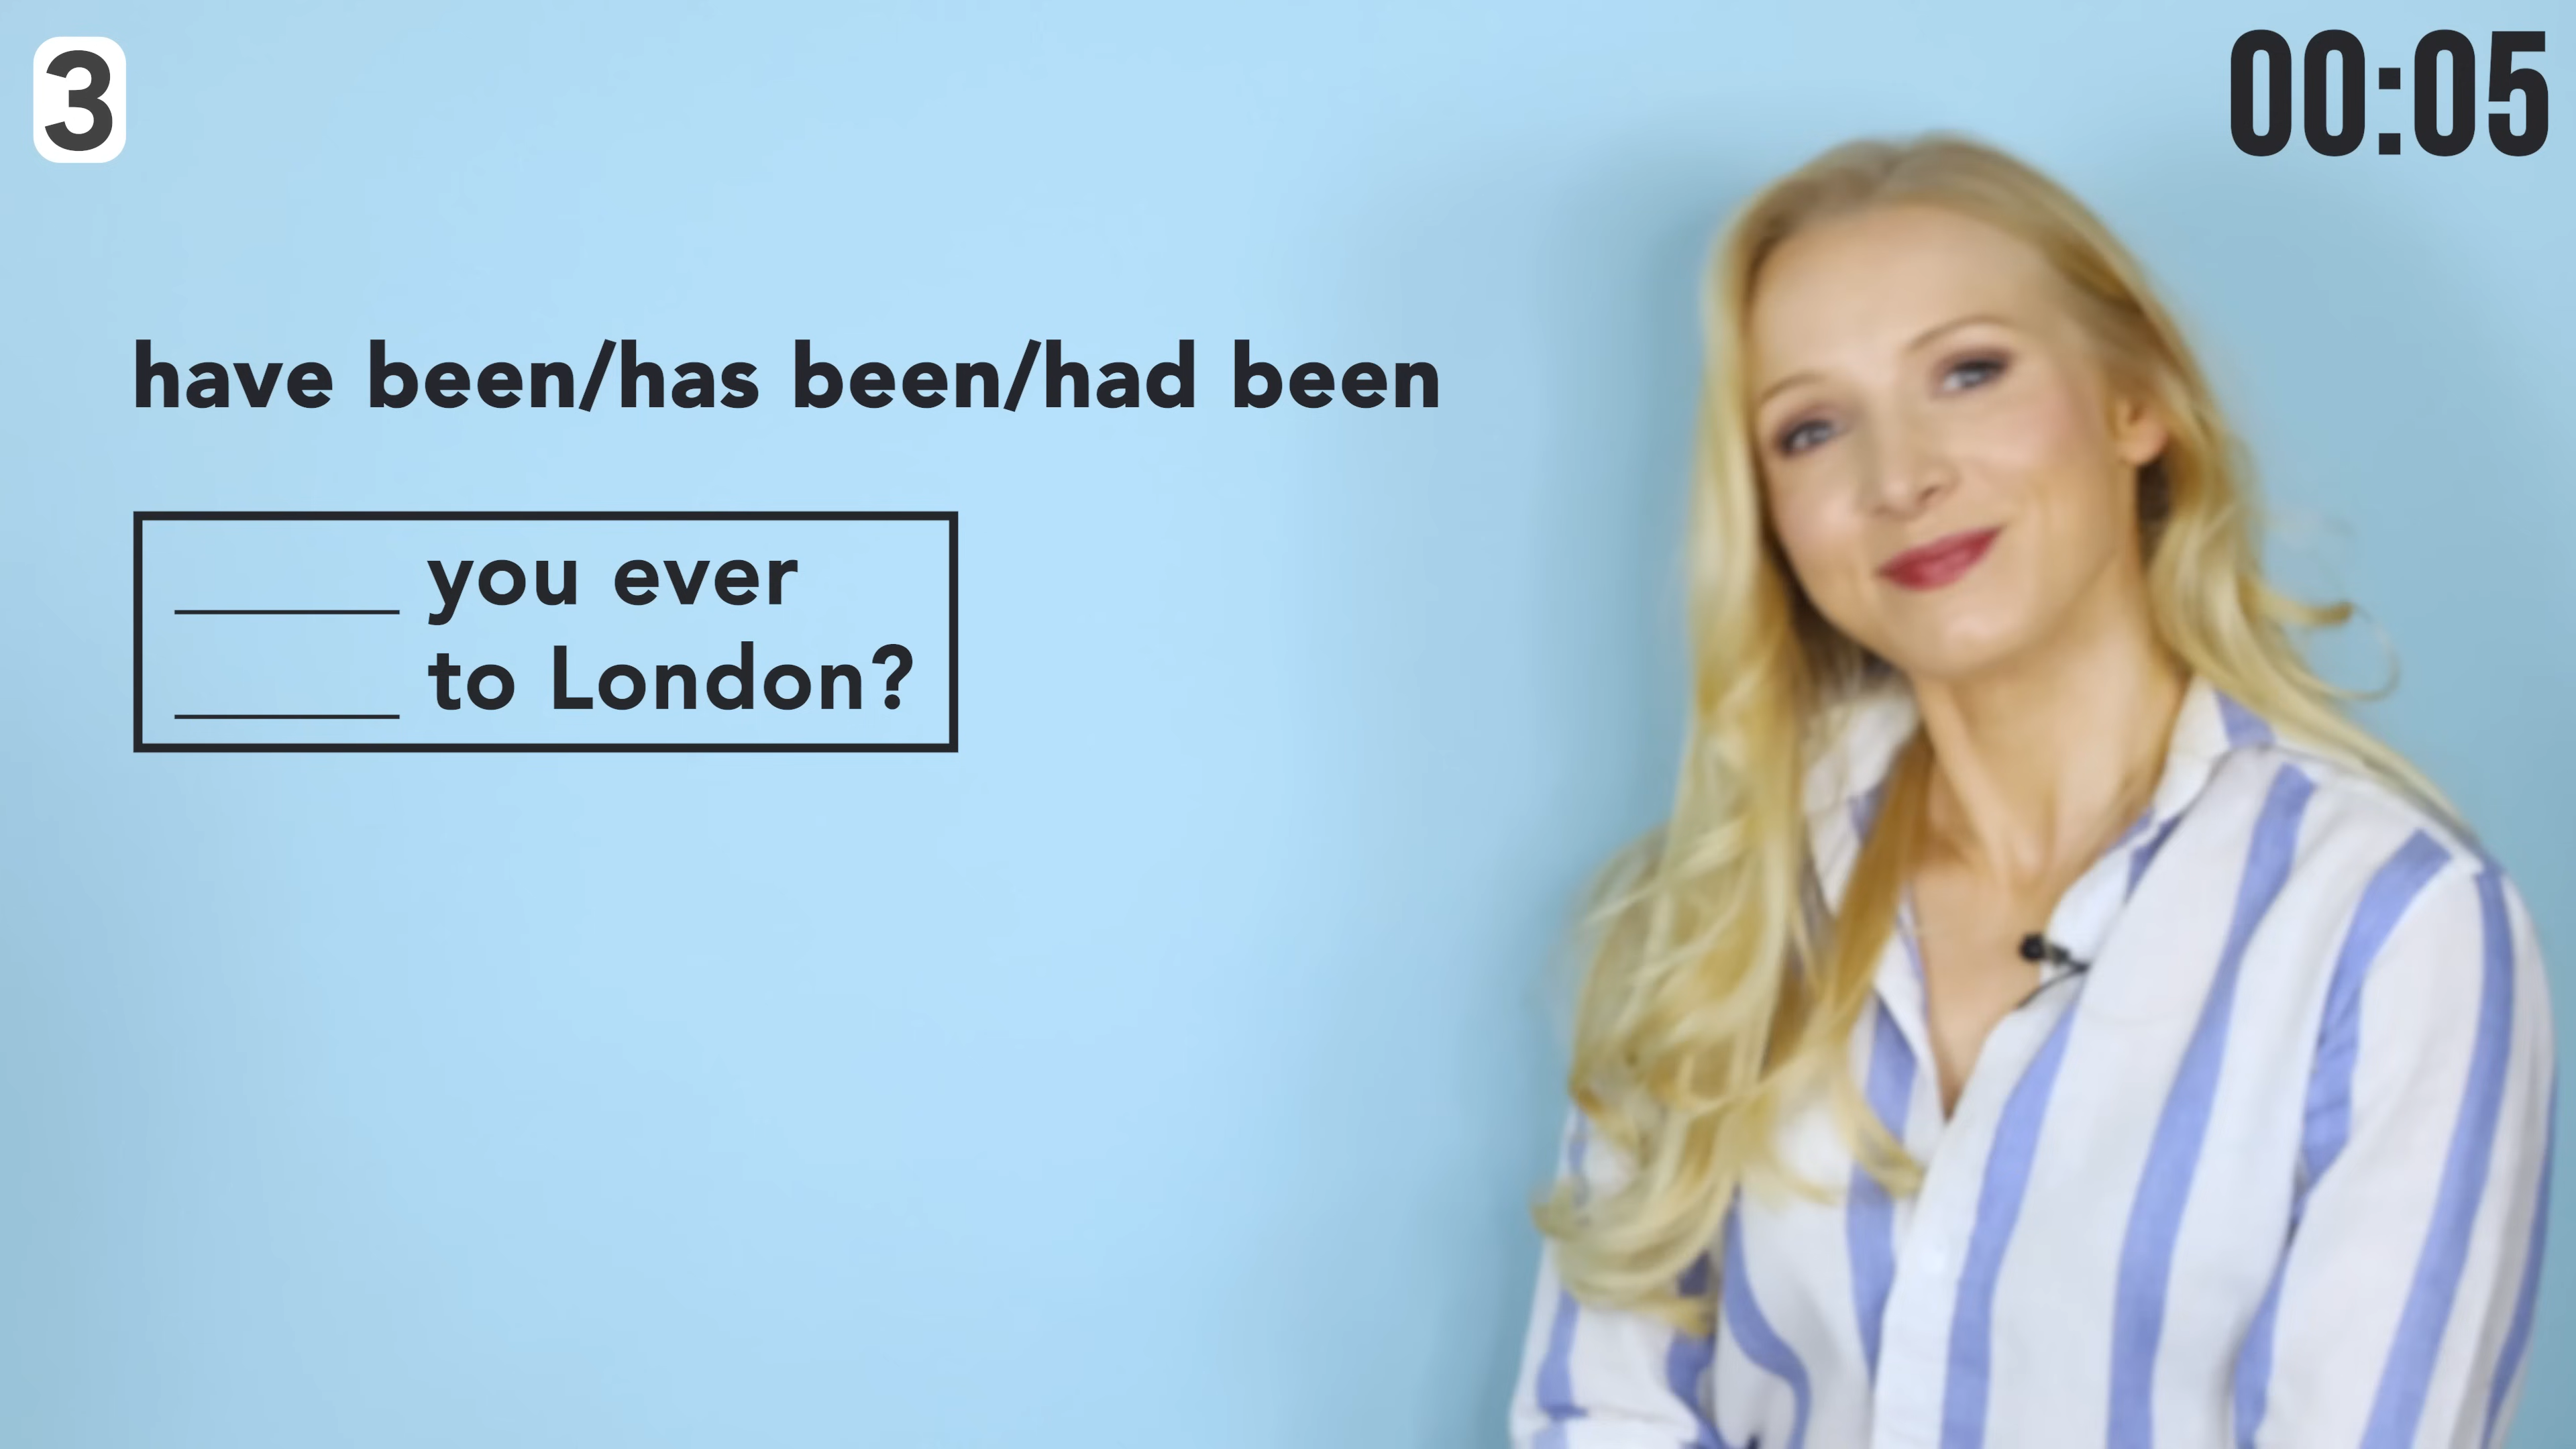 3
00:05
have been/has been/had been
______ you ever
______ to London?